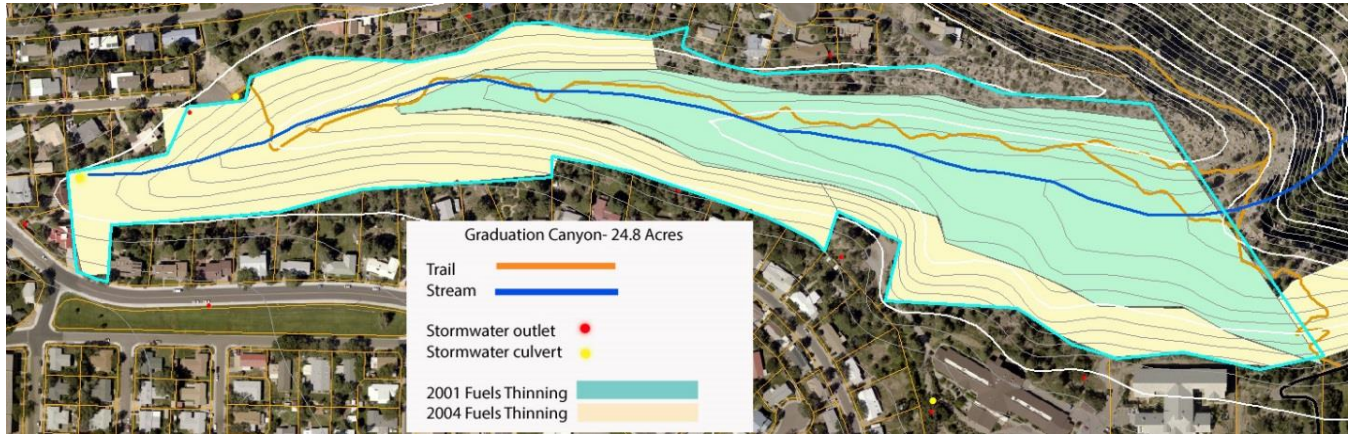 Graduation Canyon- 24.8 Acres
Trail
Stream
Stormwater outlet
Stormwater culvert
2001 Fuels Thinning
2004 Fuels Thinning